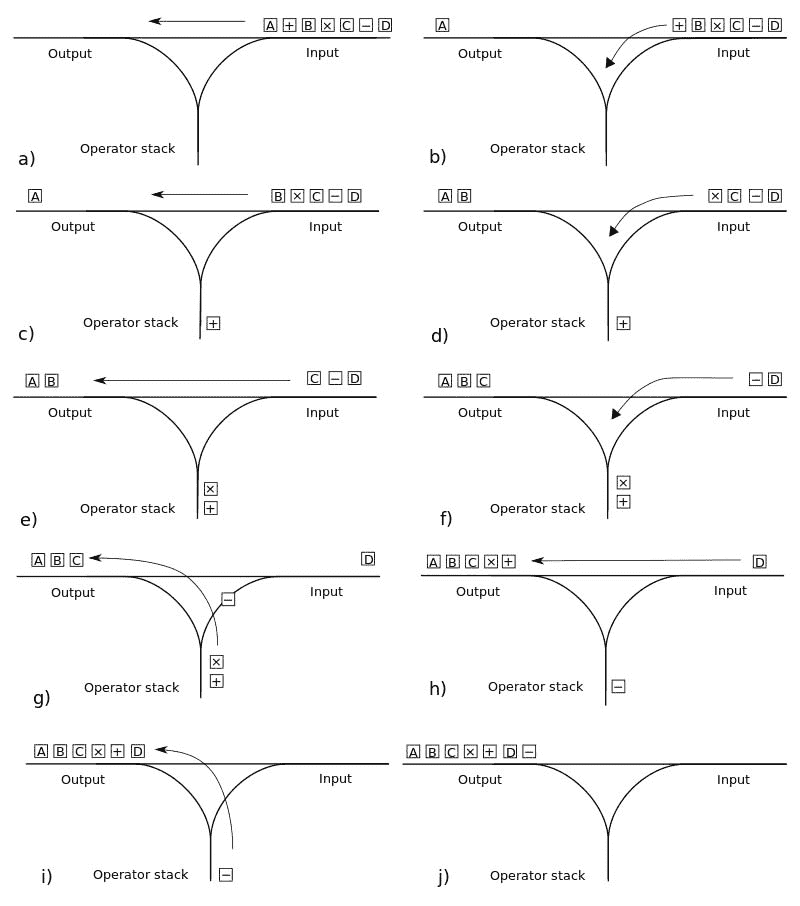 A + B × C − D
Output Input
Operator stack
a)
A + B × C − D
Output Input
Operator stack
b)
A B × C − D
Output Input
Operator stack +
c)
A B × C − D
Output Input
Operator stack +
d)
A B C − D
Output Input
×
Operator stack +
e)
A B C − D
Output Input
×
Operator stack +
f)
A B C D
Output Input
−
×
Operator stack +
g)
A B C × + D
Output Input
Operator stack −
h)
A B C × + D
Output Input
Operator stack −
i)
A B C × + D −
Output Input
Operator stack
j)